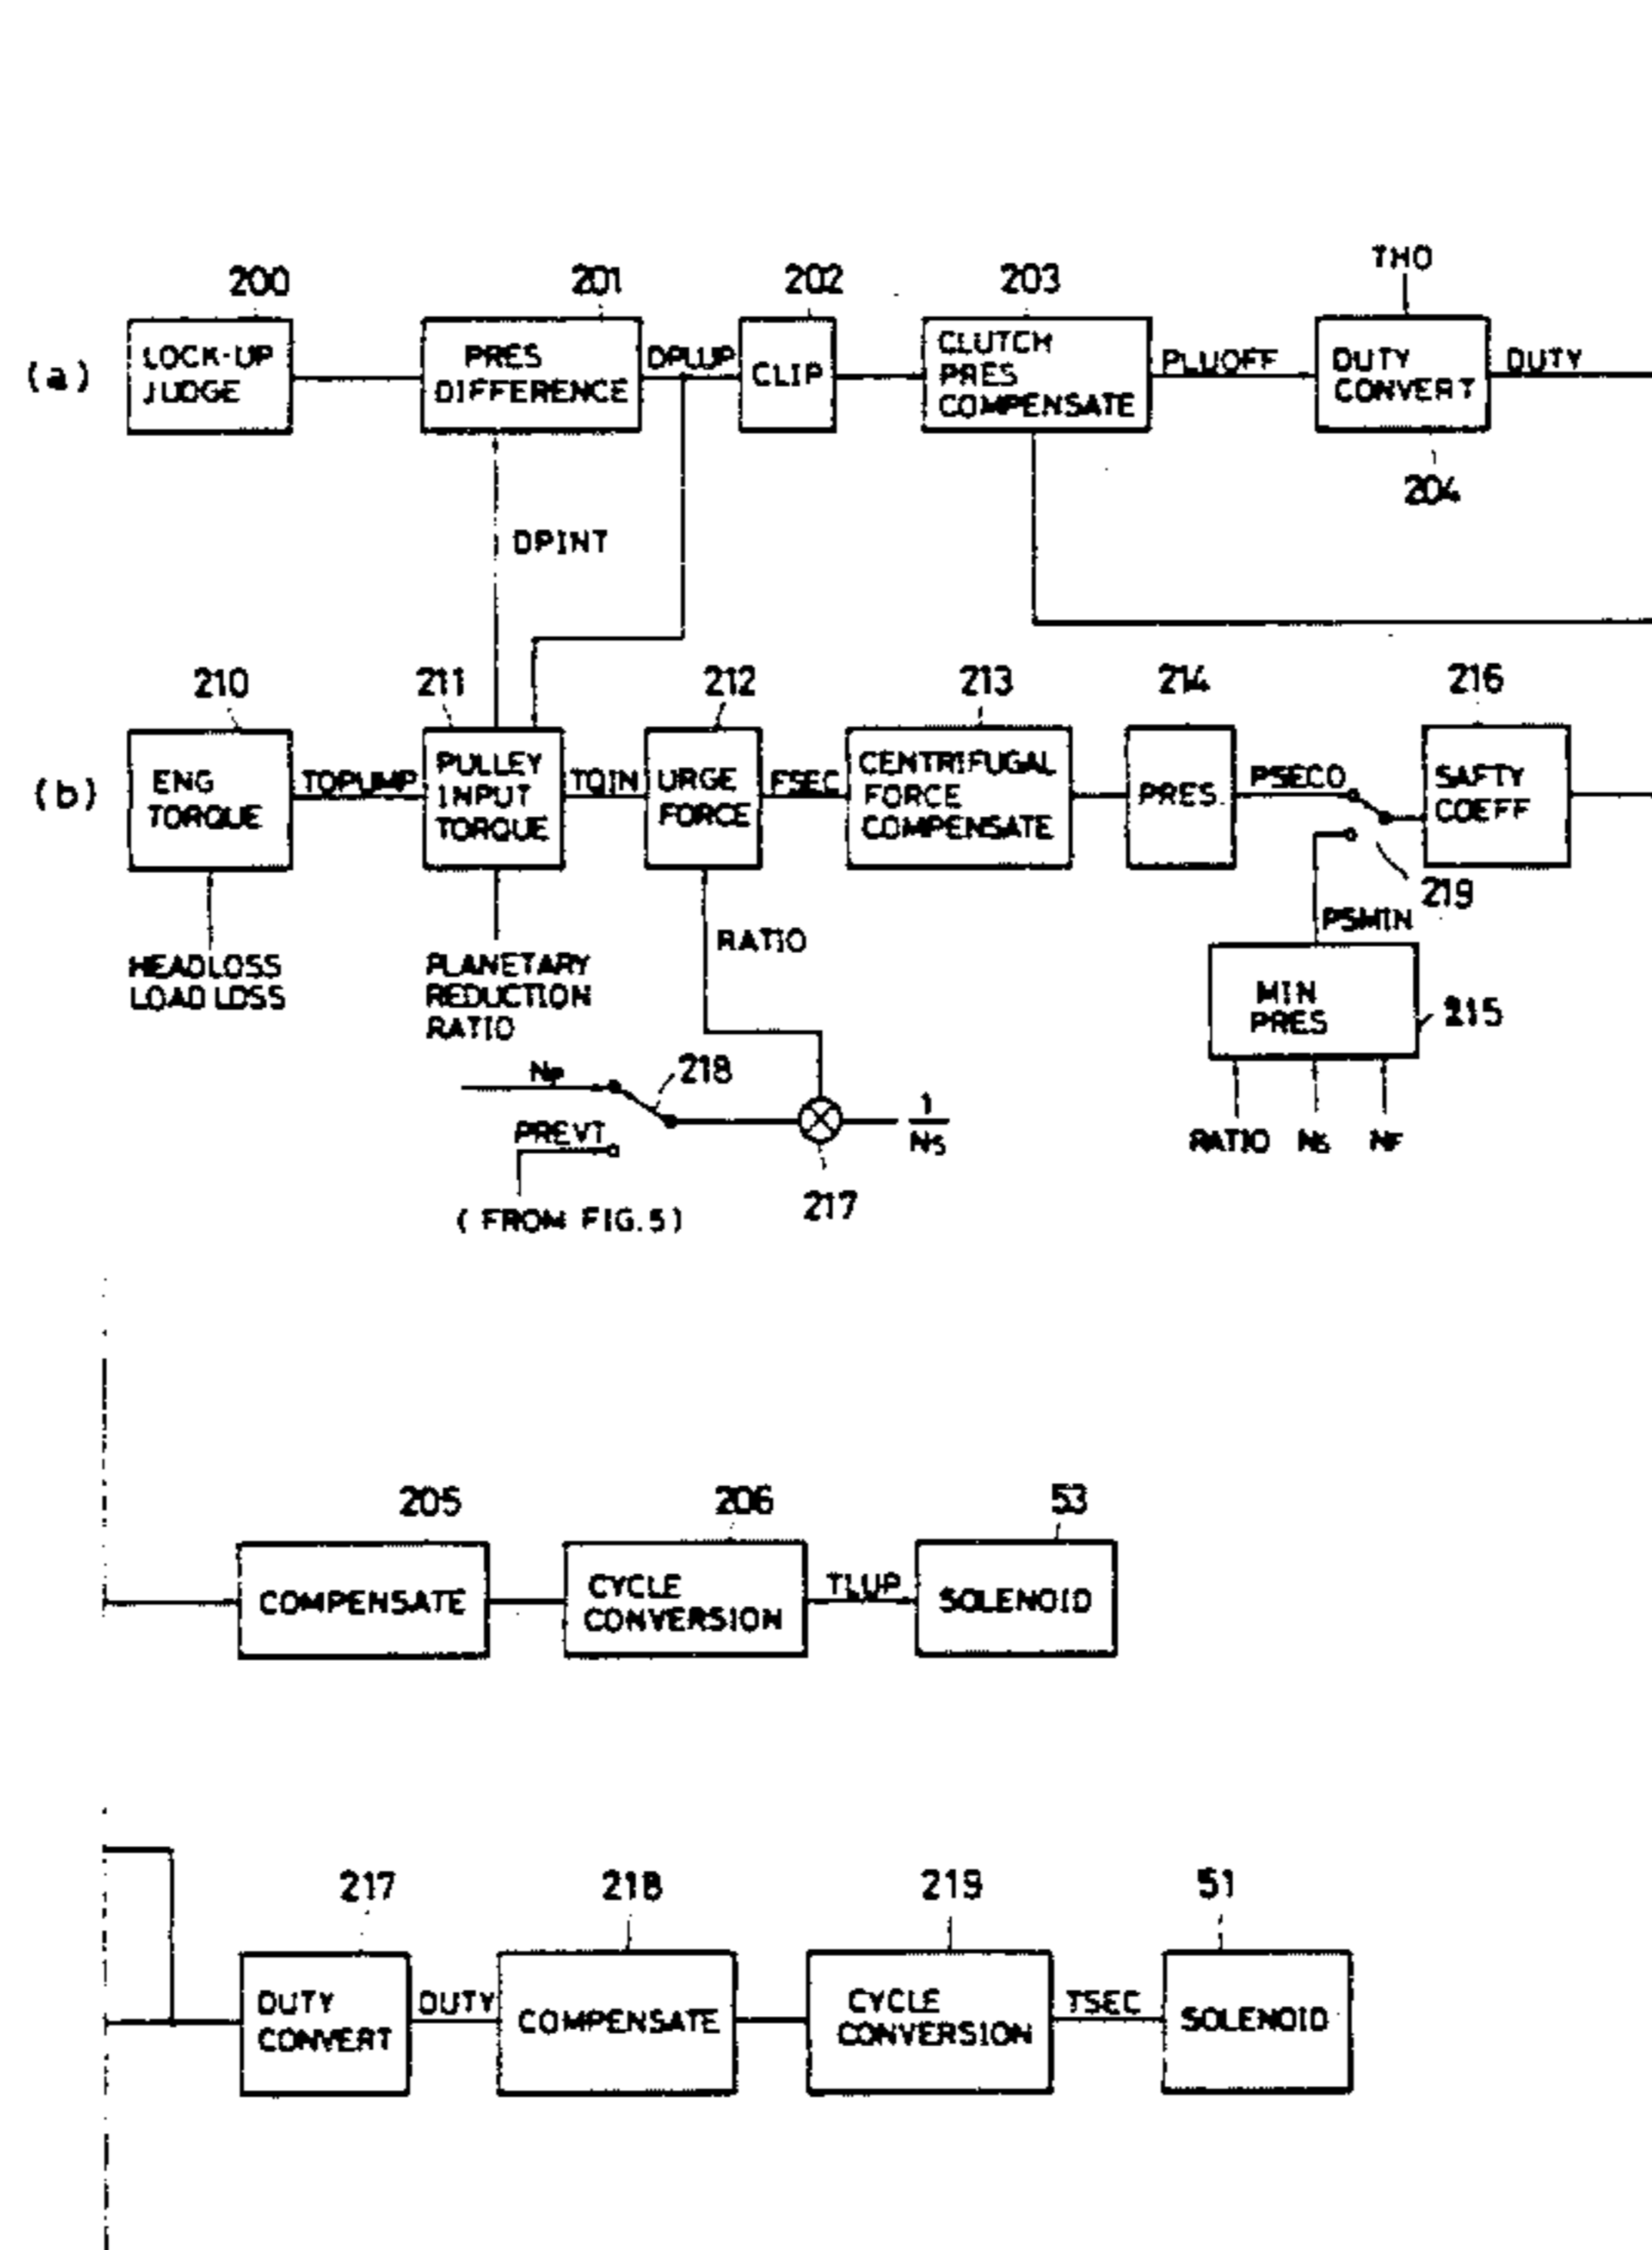 THO
200
201
202
203
(a)
LOCK-UP
JUDGE
PRES
DIFFERENCE
DPLUP
CLIP
CLUTCH
PRES
COMPENSATE
PLUOFF
DUTY
CONVERT
DUTY
204
DPINT
210
211
212
213
214
216
(b)
ENG
TORQUE
TOPUMP
PULLEY
INPUT
TORQUE
TQIN
URGE
FORCE
FSEC
CENTRIFUGAL
FORCE
COMPENSATE
PRES
PSECO
SAFTY
COEFF
219
PSMIN
HEADLOSS
LOAD LOSS
PLANETARY
REDUCTION
RATIO
RATIO
MIN
PRES
215
NP
218
PREVT
1
NS
RATIO
NS
NF
217
(FROM FIG.5)
205
206
53
COMPENSATE
CYCLE
CONVERSION
TLUP
SOLENOID
217
218
219
51
DUTY
CONVERT
DUTY
COMPENSATE
CYCLE
CONVERSION
TSEC
SOLENOID